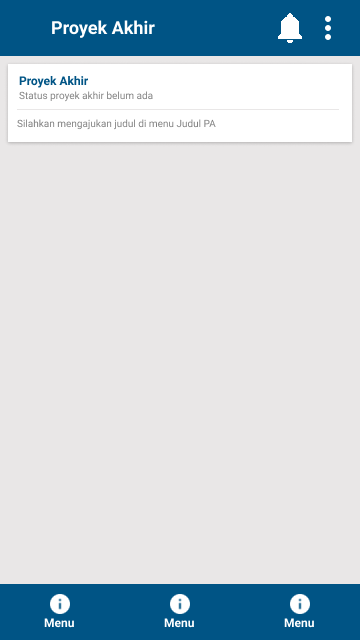 Proyek Akhir
Proyek Akhir
Status proyek akhir belum ada
Silahkan mengajukan judul di menu Judul PA
Menu Menu Menu